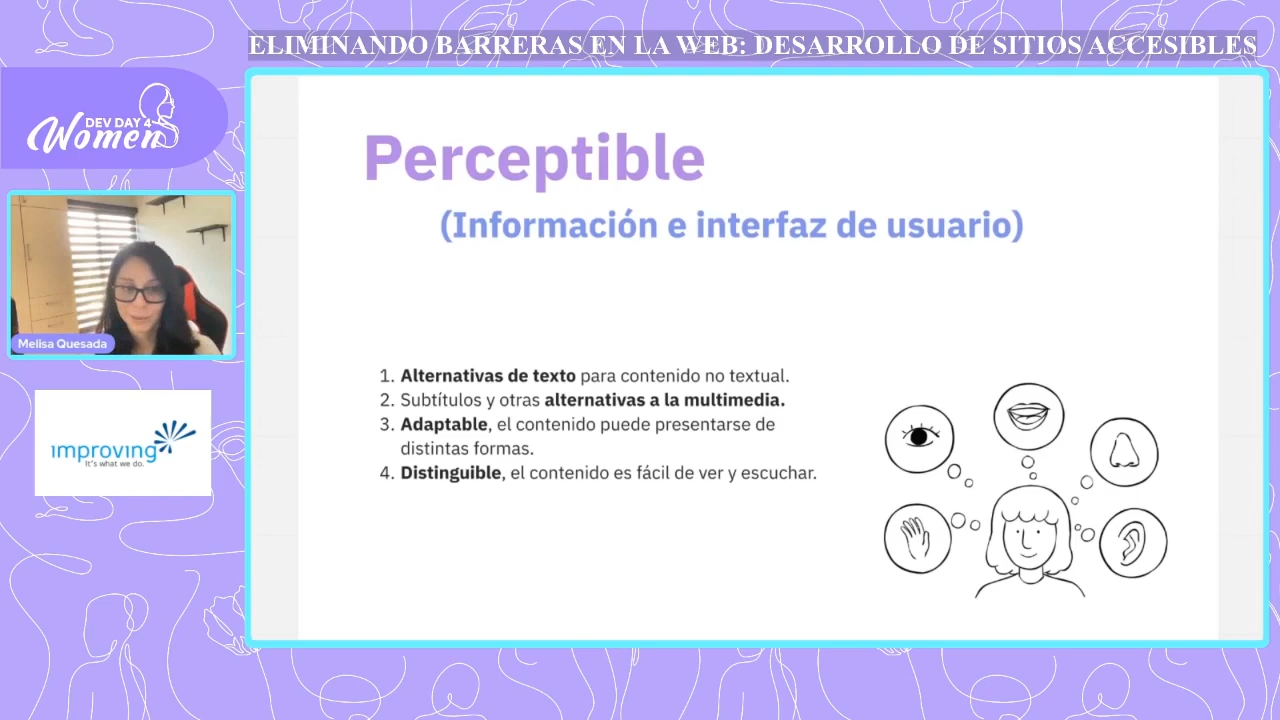 ELIMINANDO BARRERAS EN LA WEB: DESARROLLO DE SITIOS ACCESIBLES
DEV DAY 4
Women
Melisa Quesada
improving
It's what we do.
Perceptible
(Información e interfaz de usuario)
1. Alternativas de texto para contenido no textual.
2. Subtítulos y otras alternativas a la multimedia.
3. Adaptable, el contenido puede presentarse de
distintas formas.
4. Distinguible, el contenido es fácil de ver y escuchar.